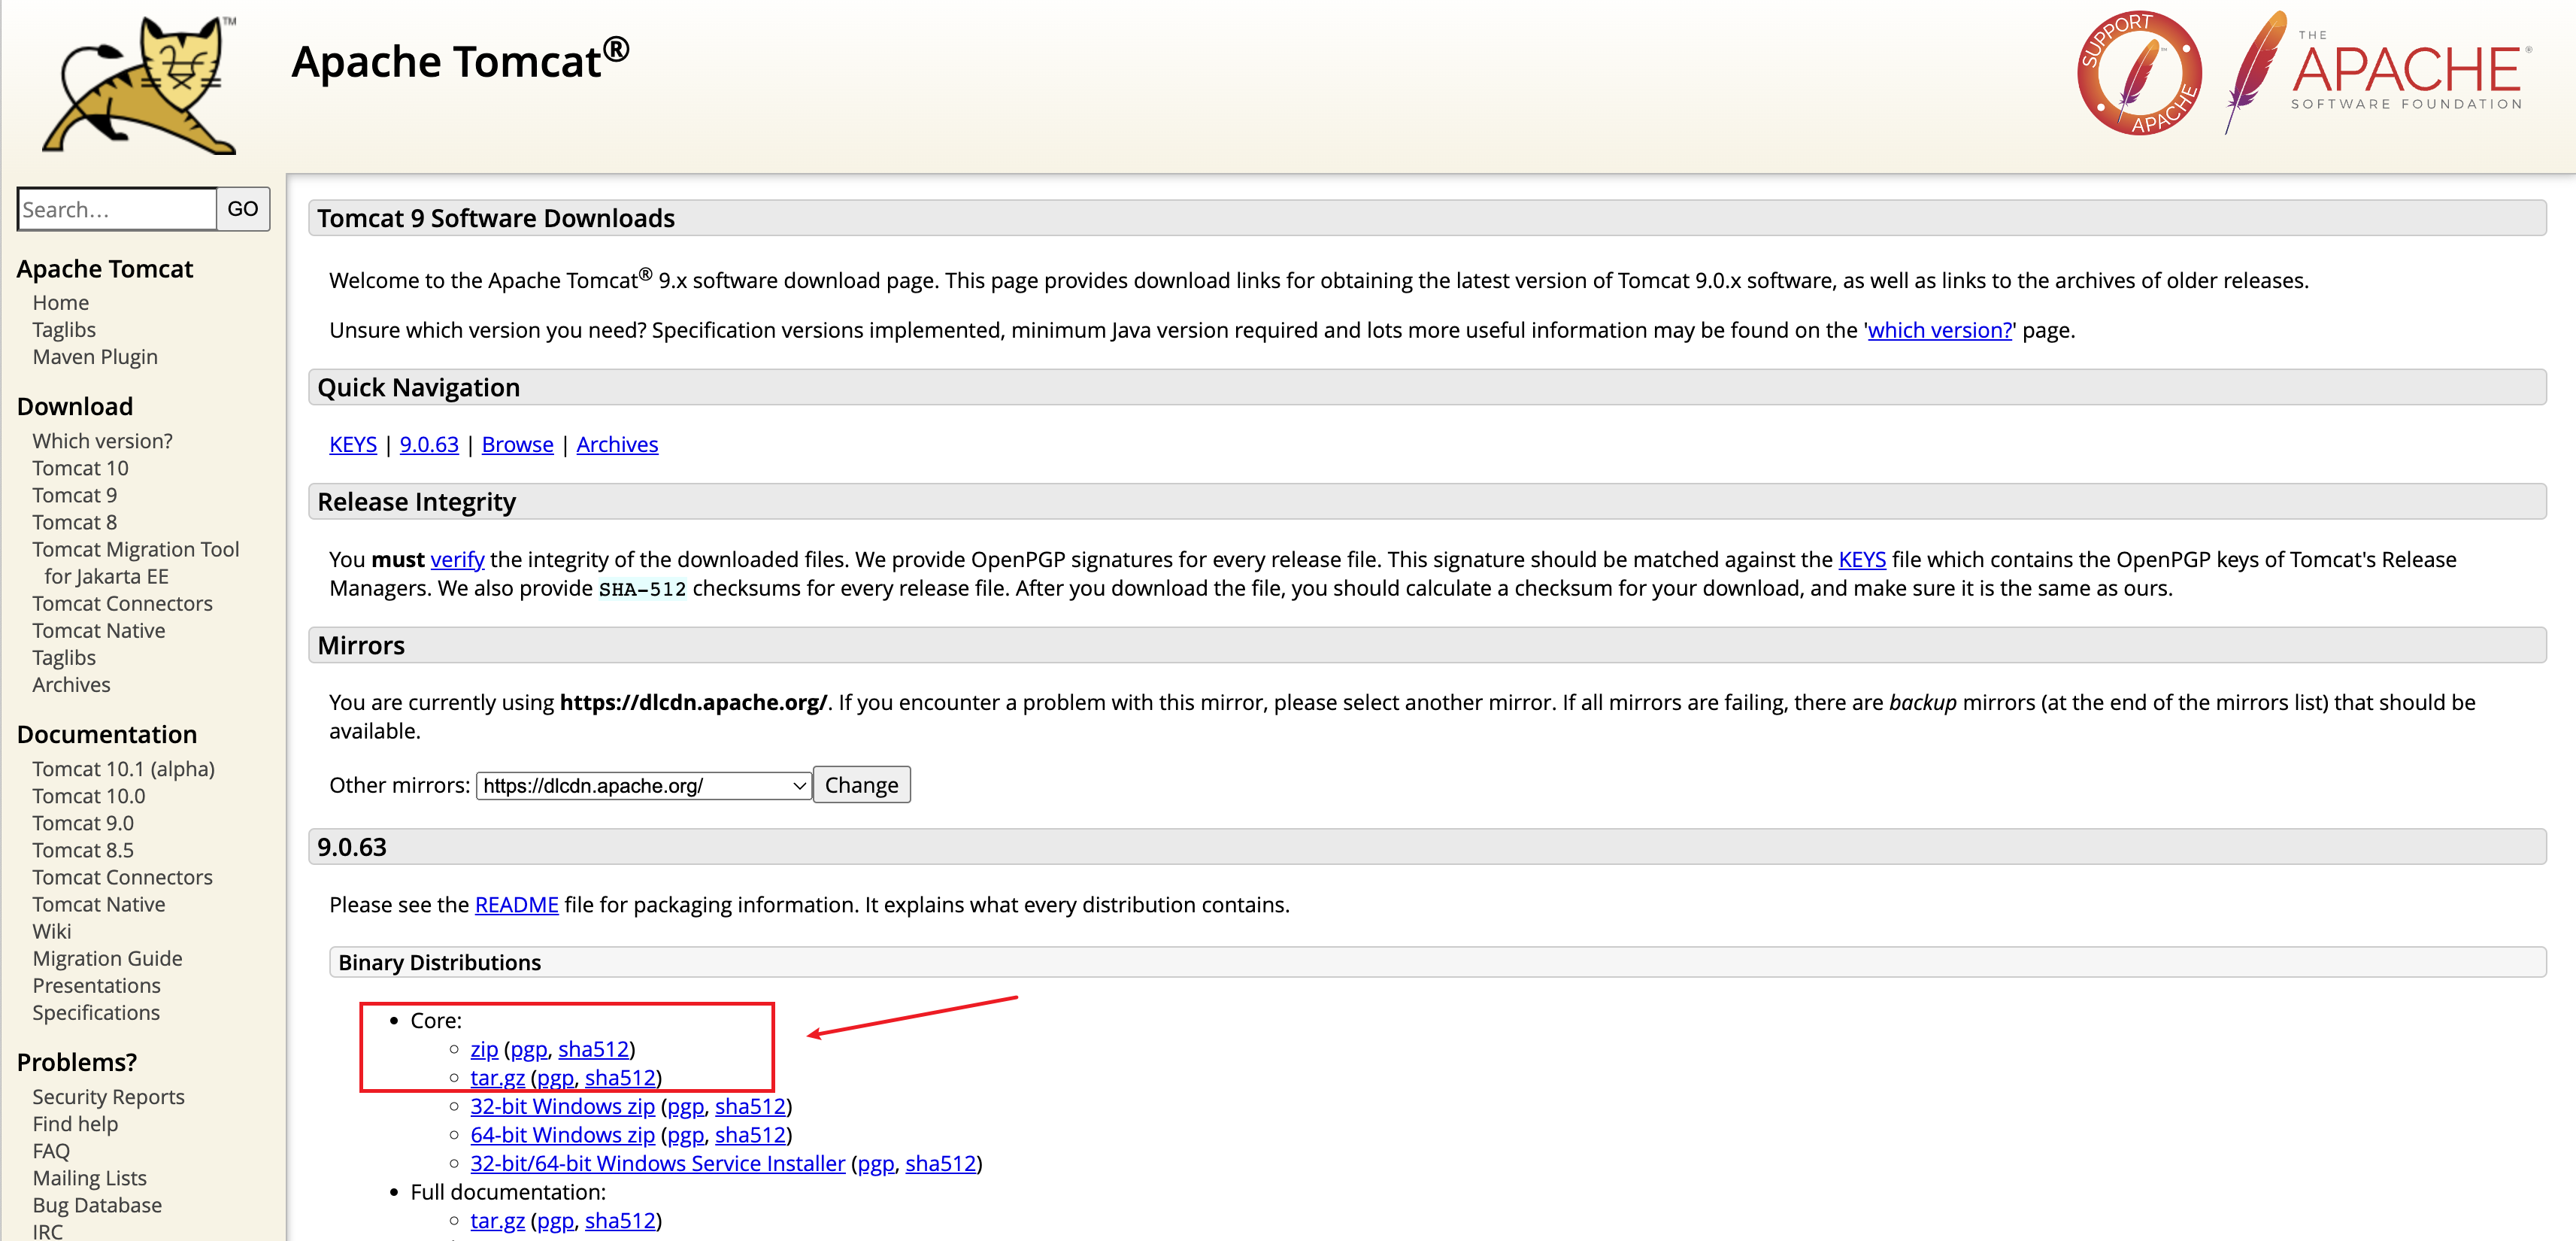 TM
Apache Tomcat®
SUPPORT
APACHE
THE
APACHE®
SOFTWARE FOUNDATION
Search…
GO
Apache Tomcat
Home
Taglibs
Maven Plugin
Download
Which version?
Tomcat 10
Tomcat 9
Tomcat 8
Tomcat Migration Tool
for Jakarta EE
Tomcat Connectors
Tomcat Native
Taglibs
Archives
Documentation
Tomcat 10.1 (alpha)
Tomcat 10.0
Tomcat 9.0
Tomcat 8.5
Tomcat Connectors
Tomcat Native
Wiki
Migration Guide
Presentations
Specifications
Problems?
Security Reports
Find help
FAQ
Mailing Lists
Bug Database
IRC
Tomcat 9 Software Downloads
Welcome to the Apache Tomcat® 9.x software download page. This page provides download links for obtaining the latest version of Tomcat 9.0.x software, as well as links to the archives of older releases.
Unsure which version you need? Specification versions implemented, minimum Java version required and lots more useful information may be found on the 'which version?' page.
Quick Navigation
KEYS | 9.0.63 | Browse | Archives
Release Integrity
You must verify the integrity of the downloaded files. We provide OpenPGP signatures for every release file. This signature should be matched against the KEYS file which contains the OpenPGP keys of Tomcat's Release
Managers. We also provide SHA-512 checksums for every release file. After you download the file, you should calculate a checksum for your download, and make sure it is the same as ours.
Mirrors
You are currently using https://dlcdn.apache.org/. If you encounter a problem with this mirror, please select another mirror. If all mirrors are failing, there are backup mirrors (at the end of the mirrors list) that should be
available.
Other mirrors: https://dlcdn.apache.org/ Change
9.0.63
Please see the README file for packaging information. It explains what every distribution contains.
Binary Distributions
• Core:
◦ zip (pgp, sha512)
◦ tar.gz (pgp, sha512)
◦ 32-bit Windows zip (pgp, sha512)
◦ 64-bit Windows zip (pgp, sha512)
◦ 32-bit/64-bit Windows Service Installer (pgp, sha512)
• Full documentation:
◦ tar.gz (pgp, sha512)